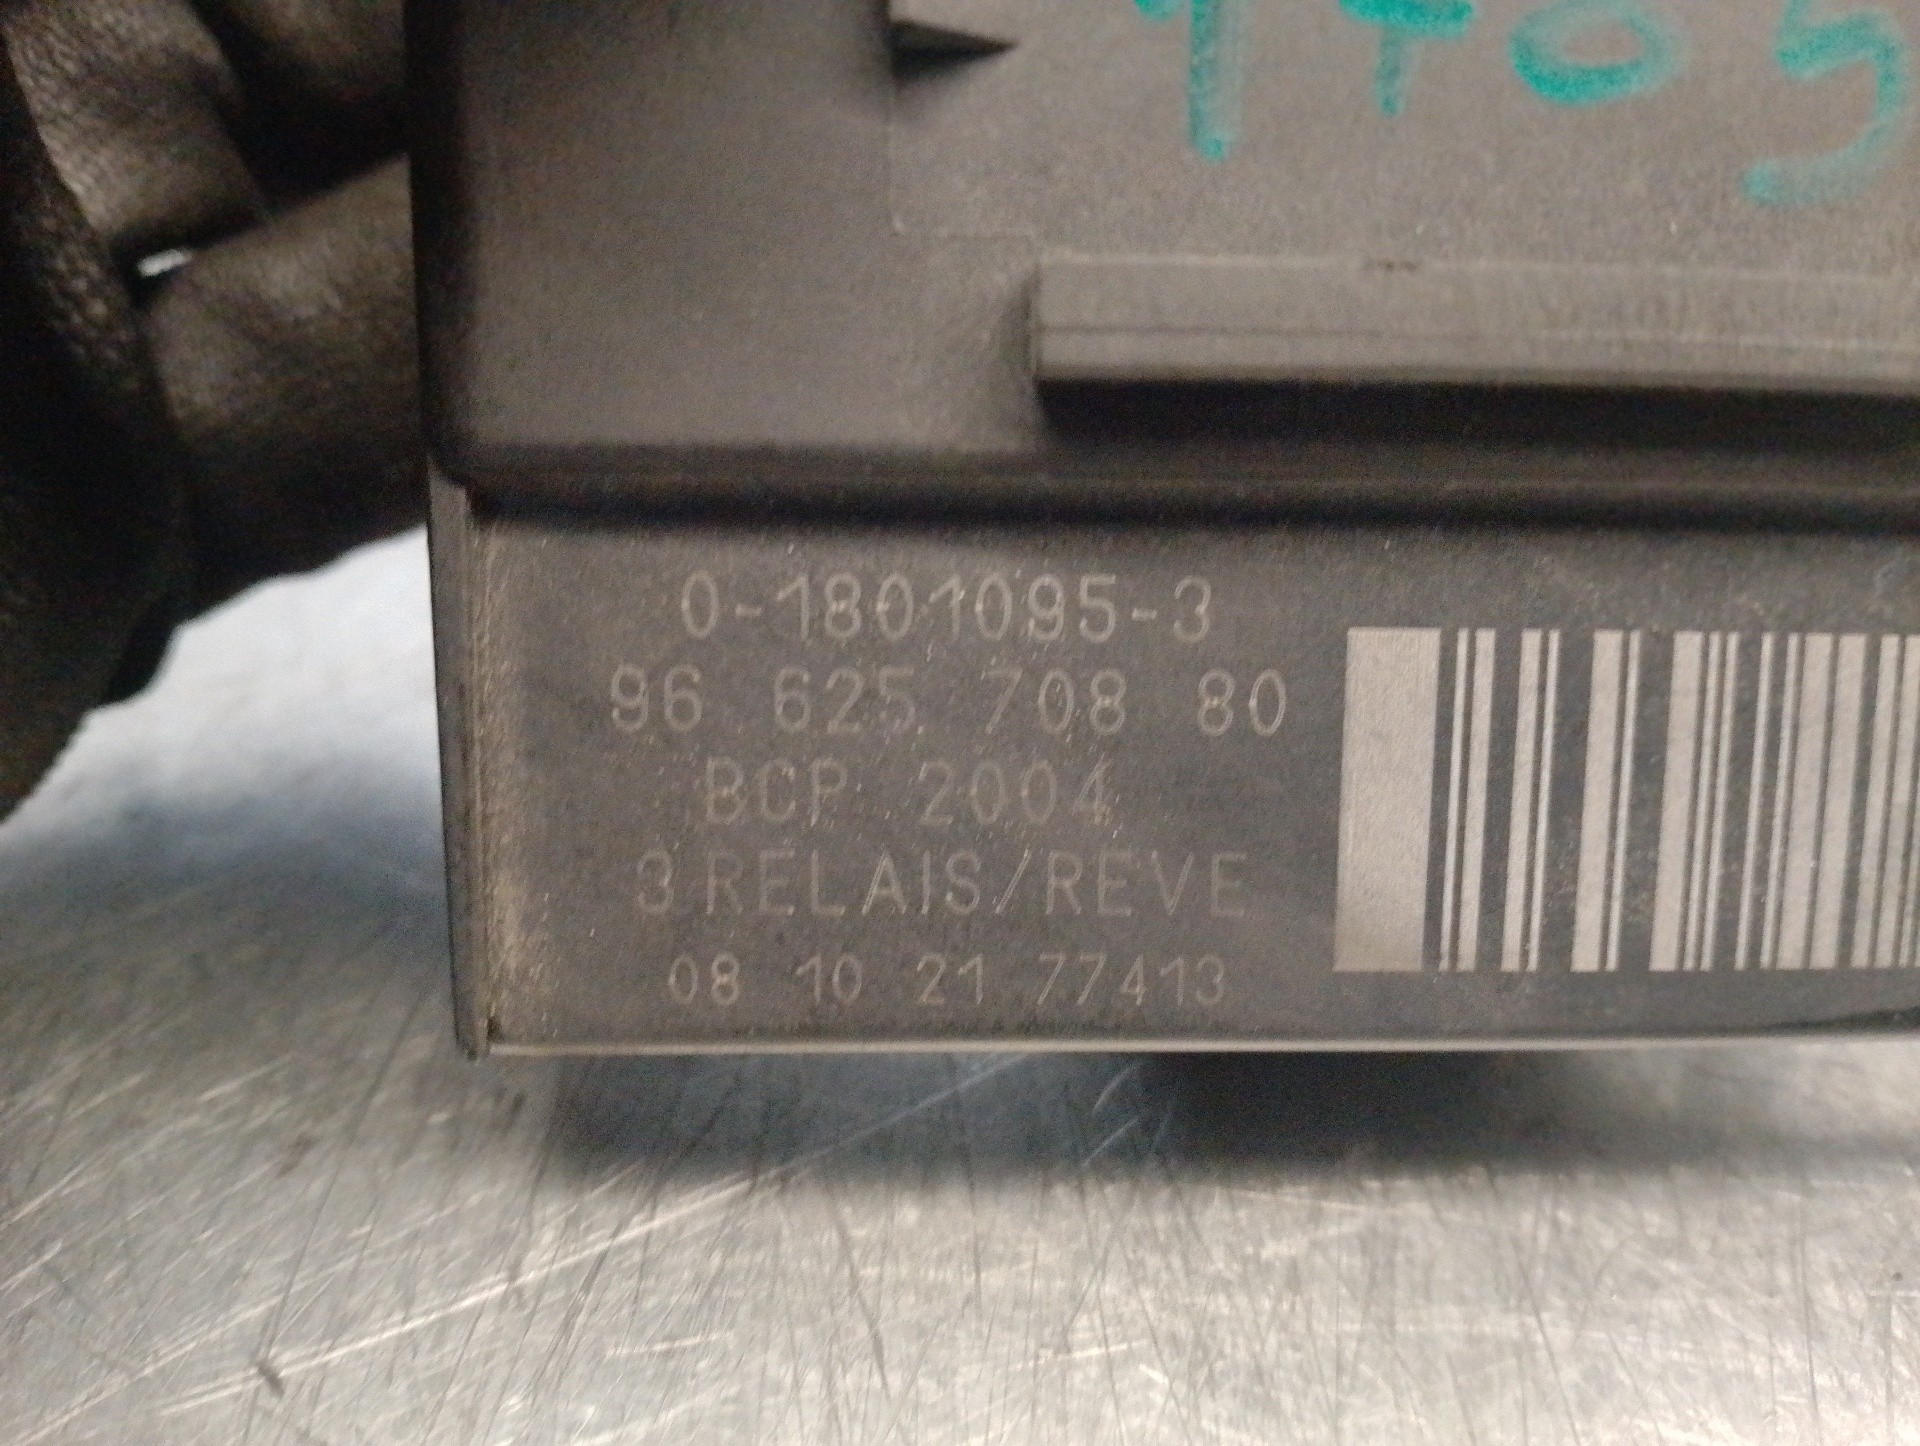 0-1801095-3
96 625 708 80
BCP 2004
3 RELAIS/REVE
08 10 21 77413